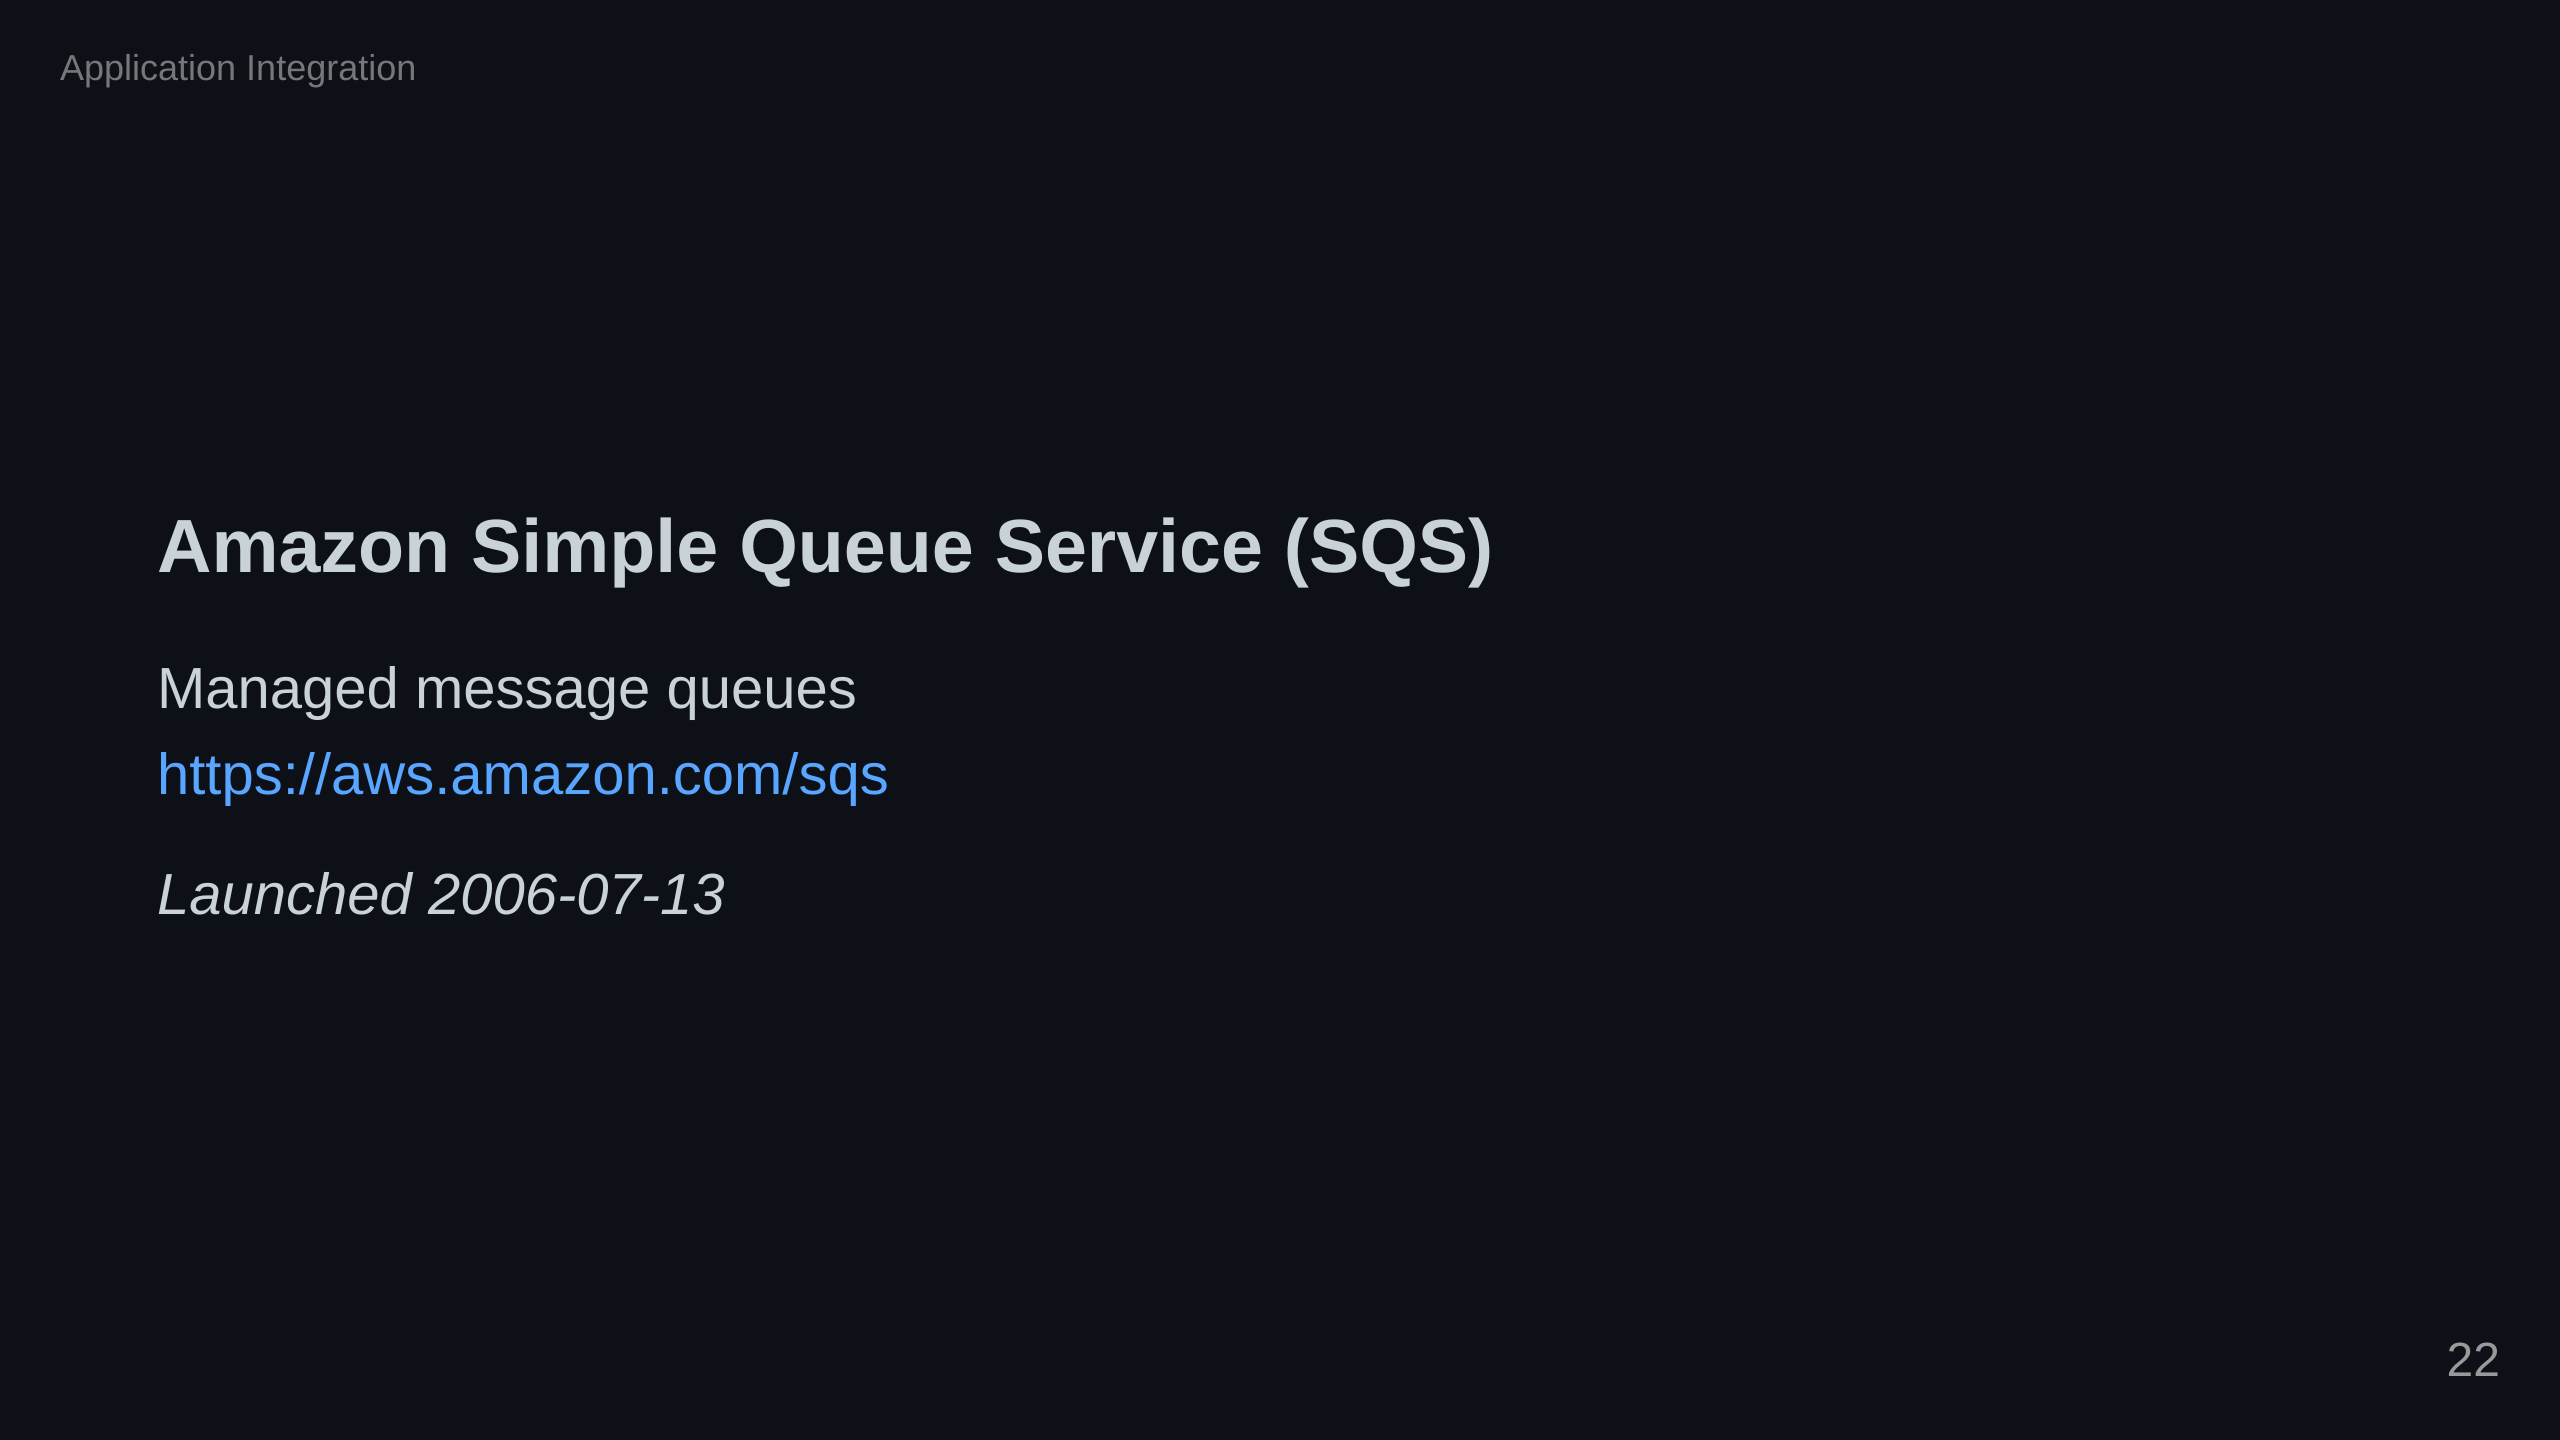 Application Integration
Amazon Simple Queue Service (SQS)
Managed message queues
https://aws.amazon.com/sqs
Launched 2006-07-13
22